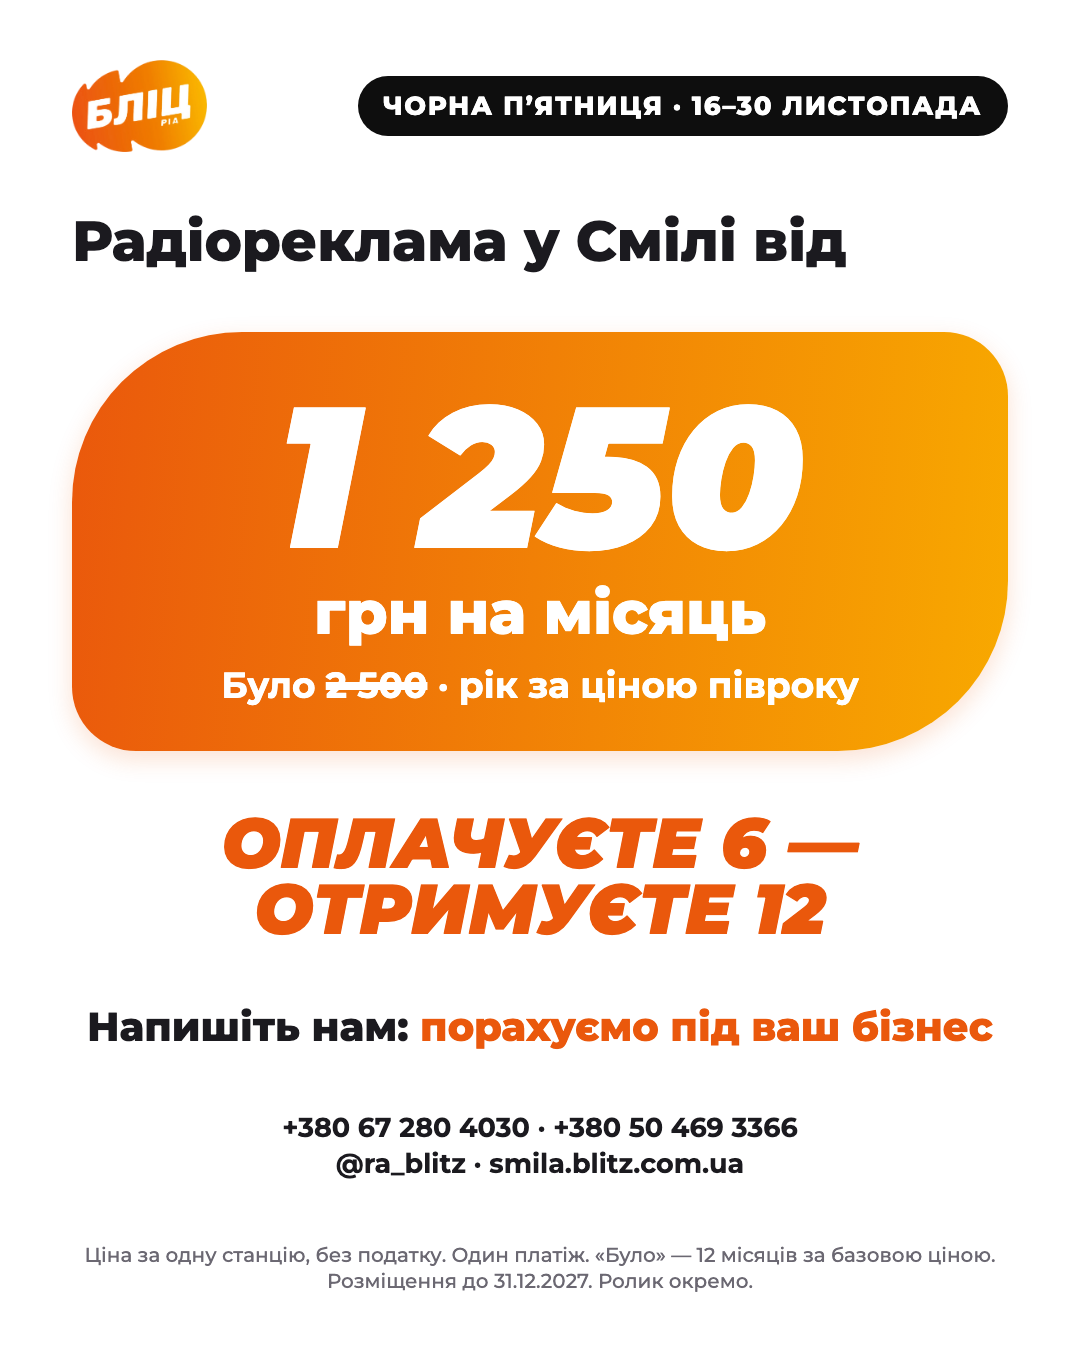 БЛІЦ
РІА
ЧОРНА П’ЯТНИЦЯ · 16–30 ЛИСТОПАДА
Радіореклама у Смілі від
1 250
грн на місяць
Було 2 500 · рік за ціною півроку
ОПЛАЧУЄТЕ 6 —
ОТРИМУЄТЕ 12
Напишіть нам: порахуємо під ваш бізнес
+380 67 280 4030 · +380 50 469 3366
@ra_blitz · smila.blitz.com.ua
Ціна за одну станцію, без податку. Один платіж. «Було» — 12 місяців за базовою ціною.
Розміщення до 31.12.2027. Ролик окремо.